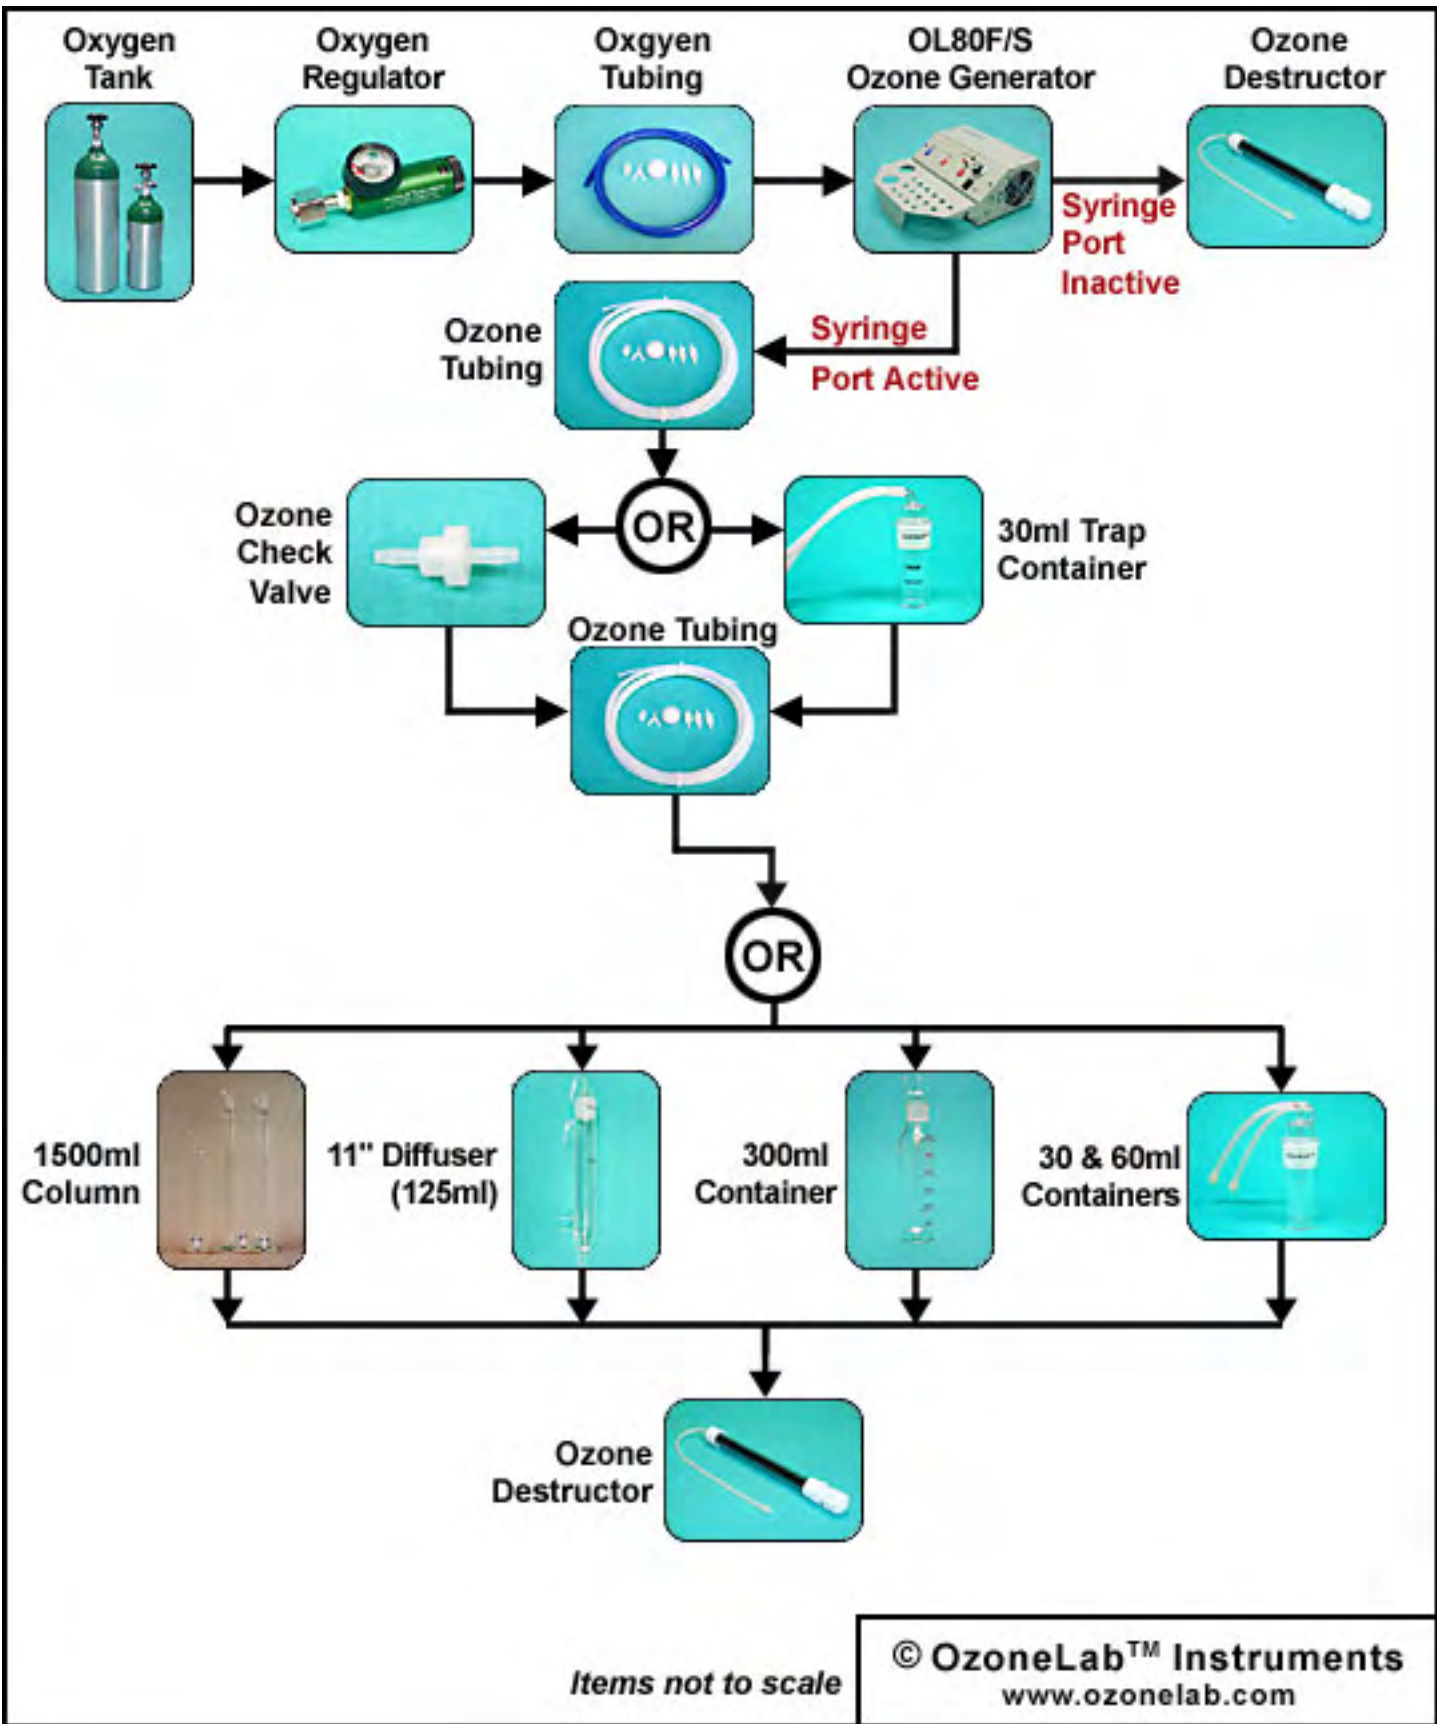 Oxygen
Tank
Oxygen
Regulator
Oxgyen
Tubing
OL80F/S
Ozone Generator
Ozone
Destructor
Syringe
Port
Inactive
Ozone
Tubing
Syringe
Port Active
Ozone
Check
Valve
OR
30ml Trap
Container
Ozone Tubing
OR
1500ml
Column
11" Diffuser
(125ml)
300ml
Container
30 & 60ml
Containers
Ozone
Destructor
Items not to scale
© OzoneLab™ Instruments
www.ozonelab.com